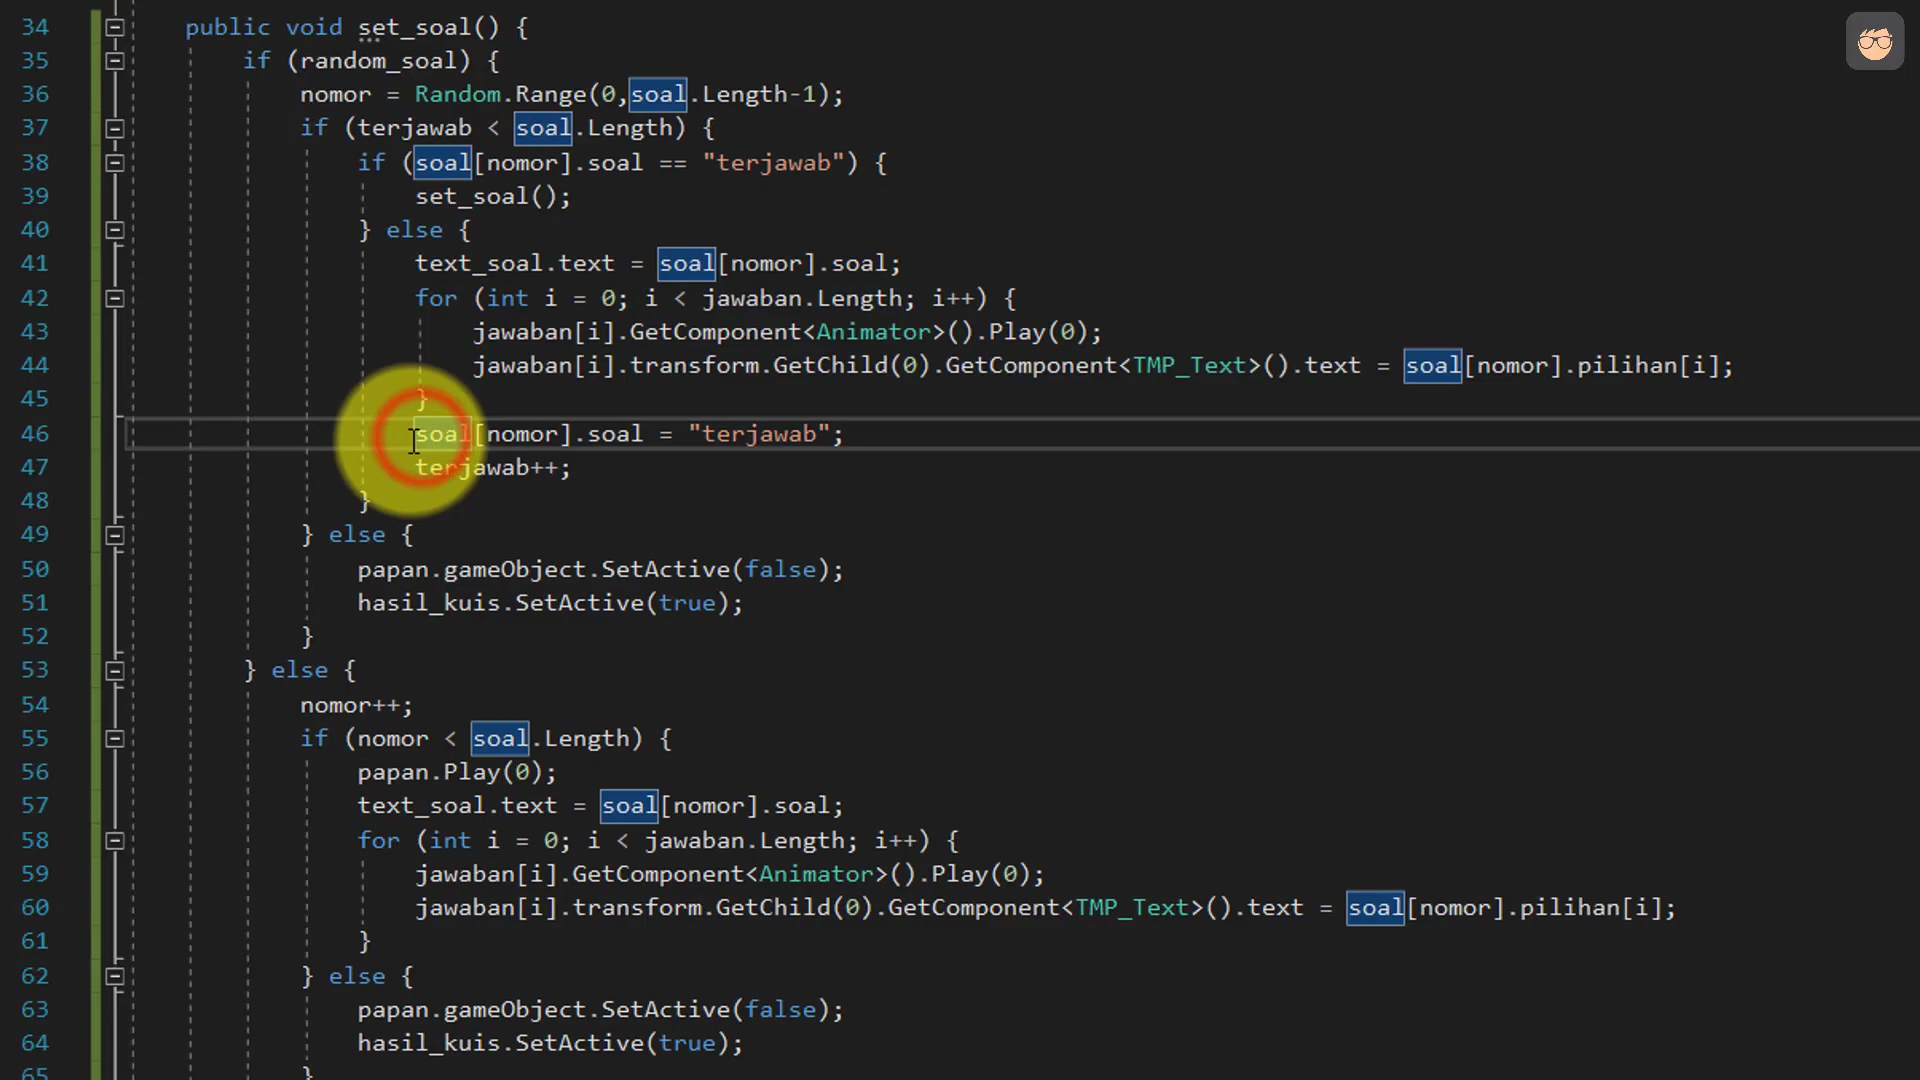 34 public void set_soal() {
35 if (random_soal) {
36 nomor = Random.Range(0,soal.Length-1);
37 if (terjawab < soal.Length) {
38 if (soal[nomor].soal == "terjawab") {
39 set_soal();
40 } else {
41 text_soal.text = soal[nomor].soal;
42 for (int i = 0; i < jawaban.Length; i++) {
43 jawaban[i].GetComponent<Animator>().Play(0);
44 jawaban[i].transform.GetChild(0).GetComponent<TMP_Text>().text = soal[nomor].pilihan[i];
45 }
46 soal[nomor].soal = "terjawab";
47 terjawab++;
48 }
49 } else {
50 papan.gameObject.SetActive(false);
51 hasil_kuis.SetActive(true);
52 }
53 } else {
54 nomor++;
55 if (nomor < soal.Length) {
56 papan.Play(0);
57 text_soal.text = soal[nomor].soal;
58 for (int i = 0; i < jawaban.Length; i++) {
59 jawaban[i].GetComponent<Animator>().Play(0);
60 jawaban[i].transform.GetChild(0).GetComponent<TMP_Text>().text = soal[nomor].pilihan[i];
61 }
62 } else {
63 papan.gameObject.SetActive(false);
64 hasil_kuis.SetActive(true);
65 }